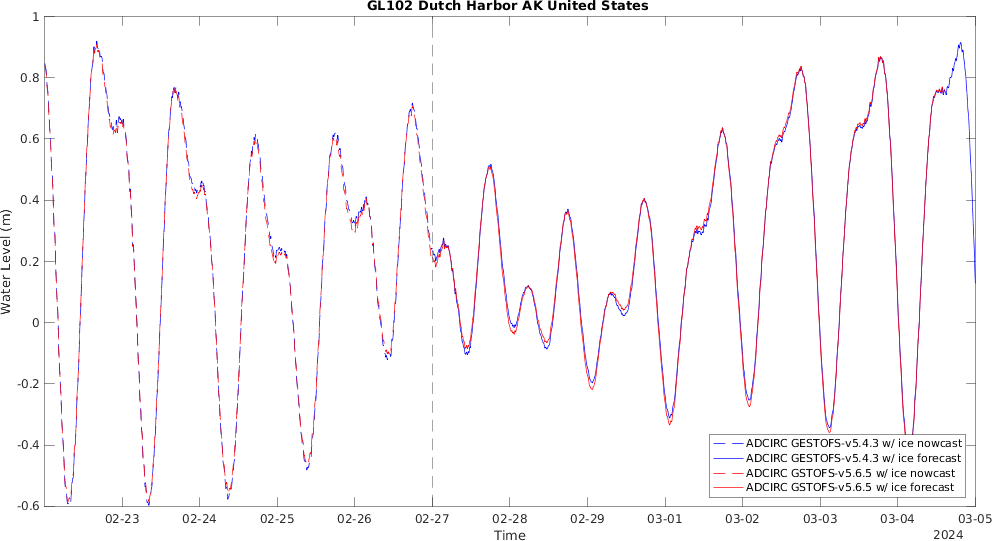 GL102 Dutch Harbor AK United States
1
0.8
0.6
0.4
0.2
0
-0.2
-0.4
-0.6
Water Level (m)
ADCIRC GESTOFS-v5.4.3 w/ ice nowcast
ADCIRC GESTOFS-v5.4.3 w/ ice forecast
ADCIRC GSTOFS-v5.6.5 w/ ice nowcast
ADCIRC GSTOFS-v5.6.5 w/ ice forecast
02-23 02-24 02-25 02-26 02-27 02-28 02-29 03-01 03-02 03-03 03-04 03-05
Time
2024